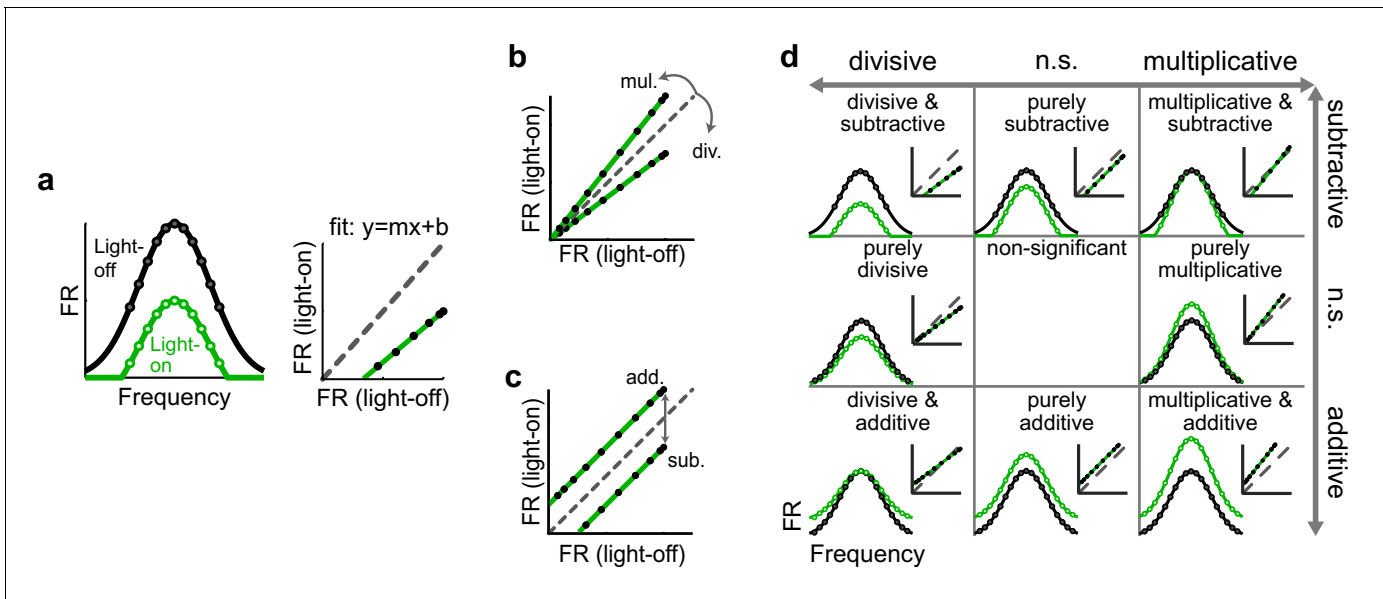 a
Light-
off
Light-
on
FR
Frequency
fit: y=mx+b
FR (light-on)
FR (light-off)
b
mul.
div.
FR (light-on)
FR (light-off)
c
add.
sub.
FR (light-on)
FR (light-off)
d
divisive
n.s.
multiplicative
subtractive
n.s.
additive
divisive &
subtractive
purely
subtractive
multiplicative &
subtractive
purely
divisive
non-significant
purely
multiplicative
divisive &
additive
purely
additive
multiplicative &
additive
FR
Frequency